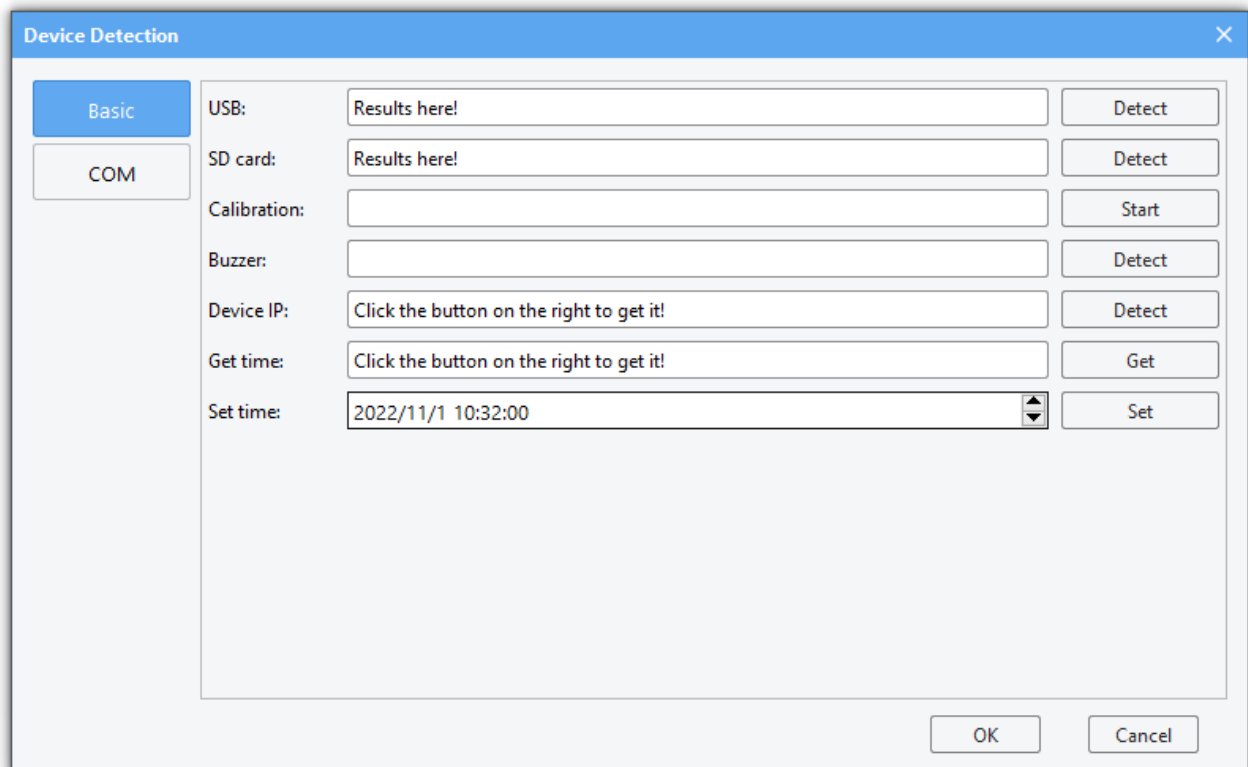 Device Detection
Basic
COM
USB: Results here! Detect
SD card: Results here! Detect
Calibration: Start
Buzzer: Detect
Device IP: Click the button on the right to get it! Detect
Get time: Click the button on the right to get it! Get
Set time: 2022/11/1 10:32:00 Set
OK Cancel